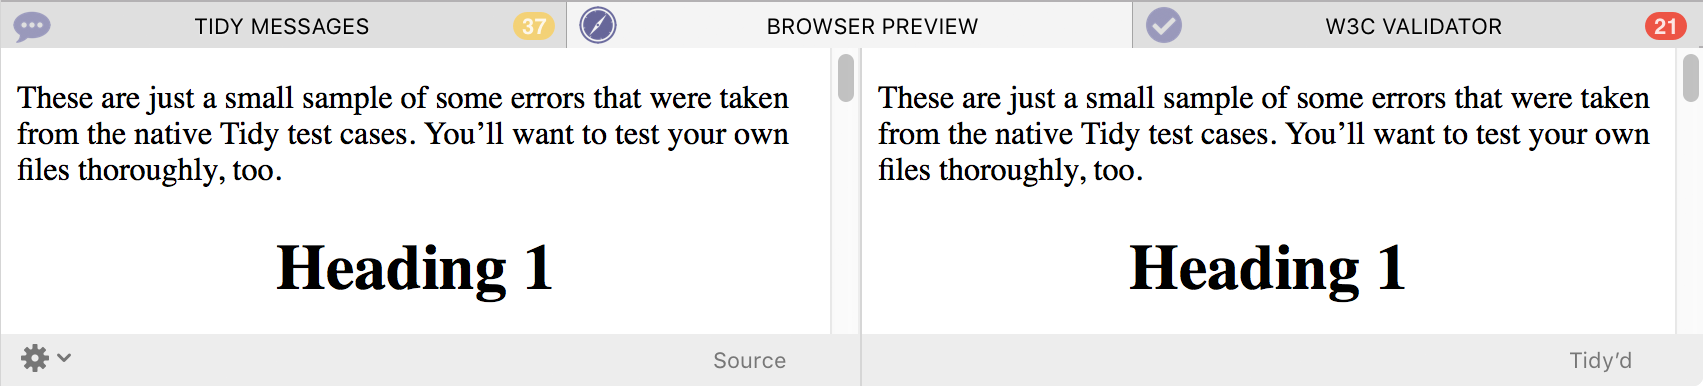 TIDY MESSAGES 37 BROWSER PREVIEW W3C VALIDATOR 21
These are just a small sample of some errors that were taken
from the native Tidy test cases. You’ll want to test your own
files thoroughly, too.
Heading 1
Source
These are just a small sample of some errors that were taken
from the native Tidy test cases. You’ll want to test your own
files thoroughly, too.
Heading 1
Tidy’d